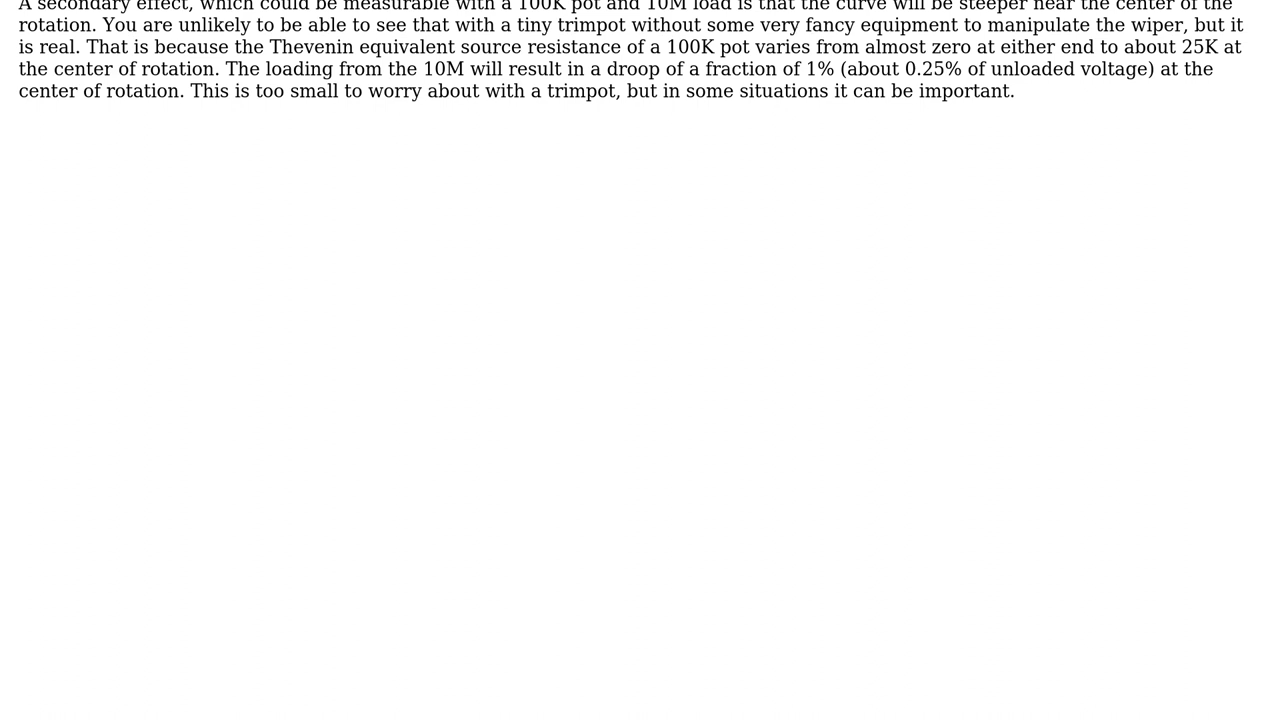 A secondary effect, which could be measurable with a 100K pot and 10M load is that the curve will be steeper near the center of the
rotation. You are unlikely to be able to see that with a tiny trimpot without some very fancy equipment to manipulate the wiper, but it
is real. That is because the Thevenin equivalent source resistance of a 100K pot varies from almost zero at either end to about 25K at
the center of rotation. The loading from the 10M will result in a droop of a fraction of 1% (about 0.25% of unloaded voltage) at the
center of rotation. This is too small to worry about with a trimpot, but in some situations it can be important.